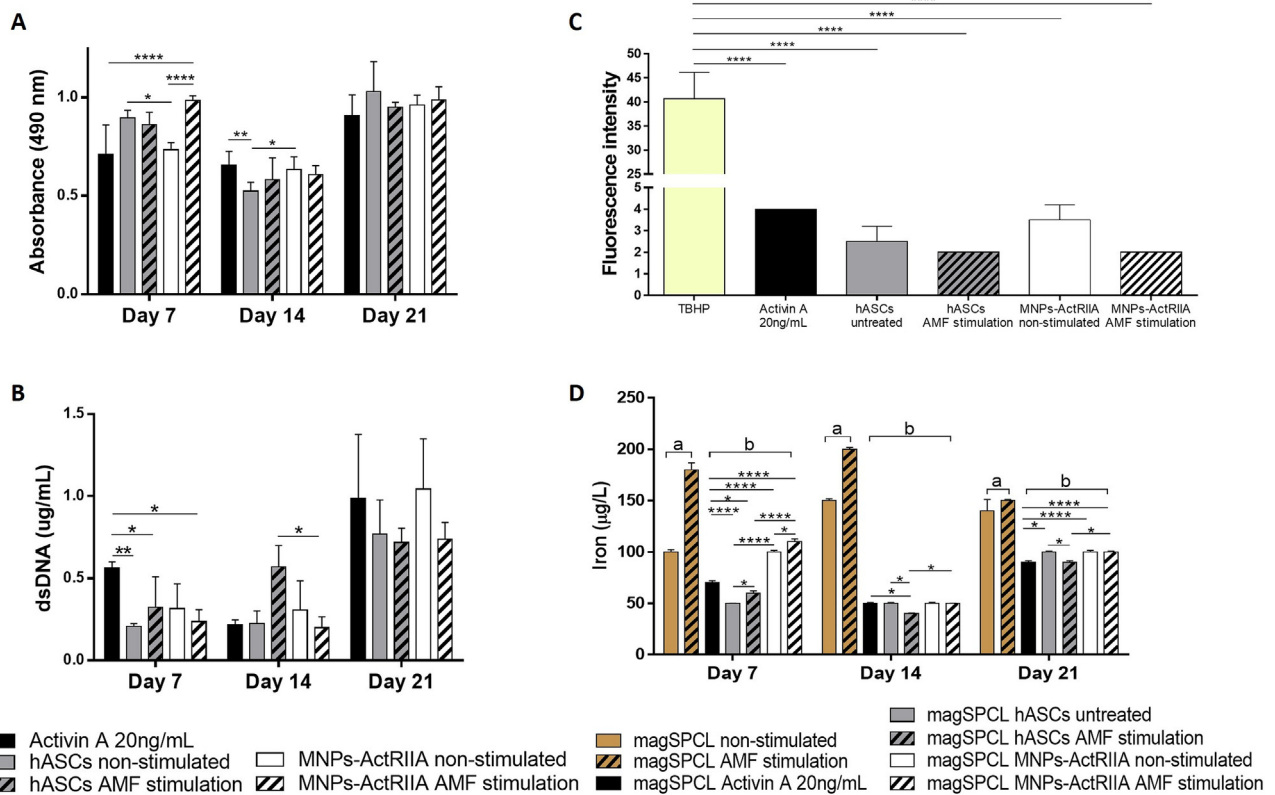 A
Absorbance (490 nm)
1.0
0.5
0.0
****
****
*
**
*
Day 7
Day 14
Day 21
C
Fluorescence intensity
50
45
40
35
30
25
5
4
3
2
1
0
****
****
****
****
TBHP
Activin A
20ng/mL
hASCs
untreated
hASCs
AMF stimulation
MNPs-ActRIIA
non-stimulated
MNPs-ActRIIA
AMF stimulation
B
dsDNA (ug/mL)
1.5
1.0
0.5
0.0
*
*
**
*
Day 7
Day 14
Day 21
D
Iron (µg/L)
250
200
150
100
50
0
a
b
****
****
*
****
****
*
****
*
a
b
*
*
*
a
b
****
****
*
*
*
Day 7
Day 14
Day 21
Activin A 20ng/mL
hASCs non-stimulated
hASCs AMF stimulation
MNPs-ActRIIA non-stimulated
MNPs-ActRIIA AMF stimulation
magSPCL non-stimulated
magSPCL AMF stimulation
magSPCL Activin A 20ng/mL
magSPCL hASCs untreated
magSPCL hASCs AMF stimulation
magSPCL MNPs-ActRIIA non-stimulated
magSPCL MNPs-ActRIIA AMF stimulation